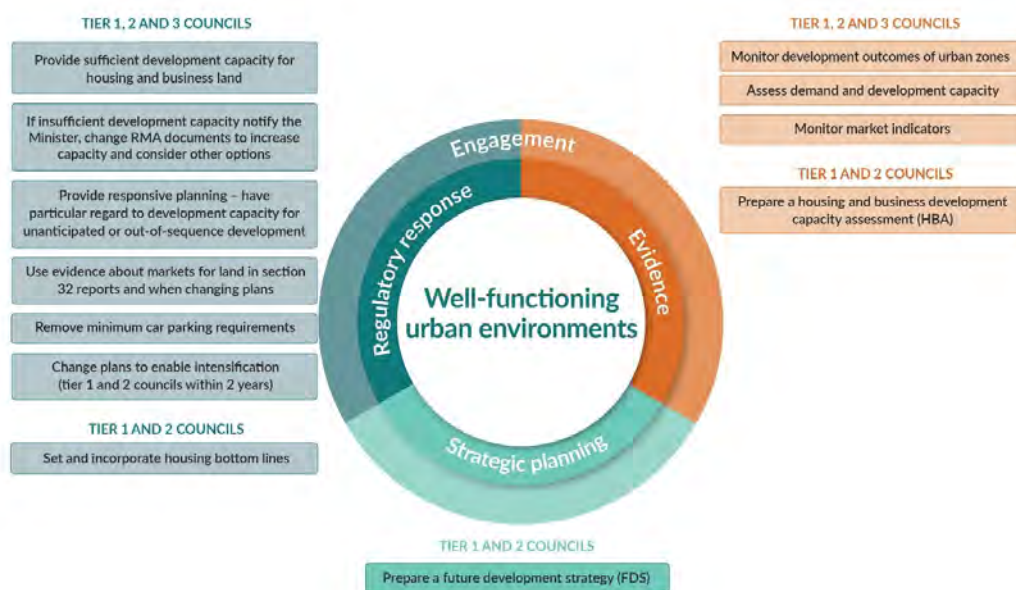 TIER 1, 2 AND 3 COUNCILS
Provide sufficient development capacity for
housing and business land
If insufficient development capacity notify the
Minister, change RMA documents to increase
capacity and consider other options
Provide responsive planning – have
particular regard to development capacity for
unanticipated or out-of-sequence development
Use evidence about markets for land in section
32 reports and when changing plans
Remove minimum car parking requirements
Change plans to enable intensification
(tier 1 and 2 councils within 2 years)
TIER 1 AND 2 COUNCILS
Set and incorporate housing bottom lines
Engagement
Regulatory response
Evidence
Strategic planning
Well-functioning
urban environments
TIER 1, 2 AND 3 COUNCILS
Monitor development outcomes of urban zones
Assess demand and development capacity
Monitor market indicators
TIER 1 AND 2 COUNCILS
Prepare a housing and business development
capacity assessment (HBA)
TIER 1 AND 2 COUNCILS
Prepare a future development strategy (FDS)